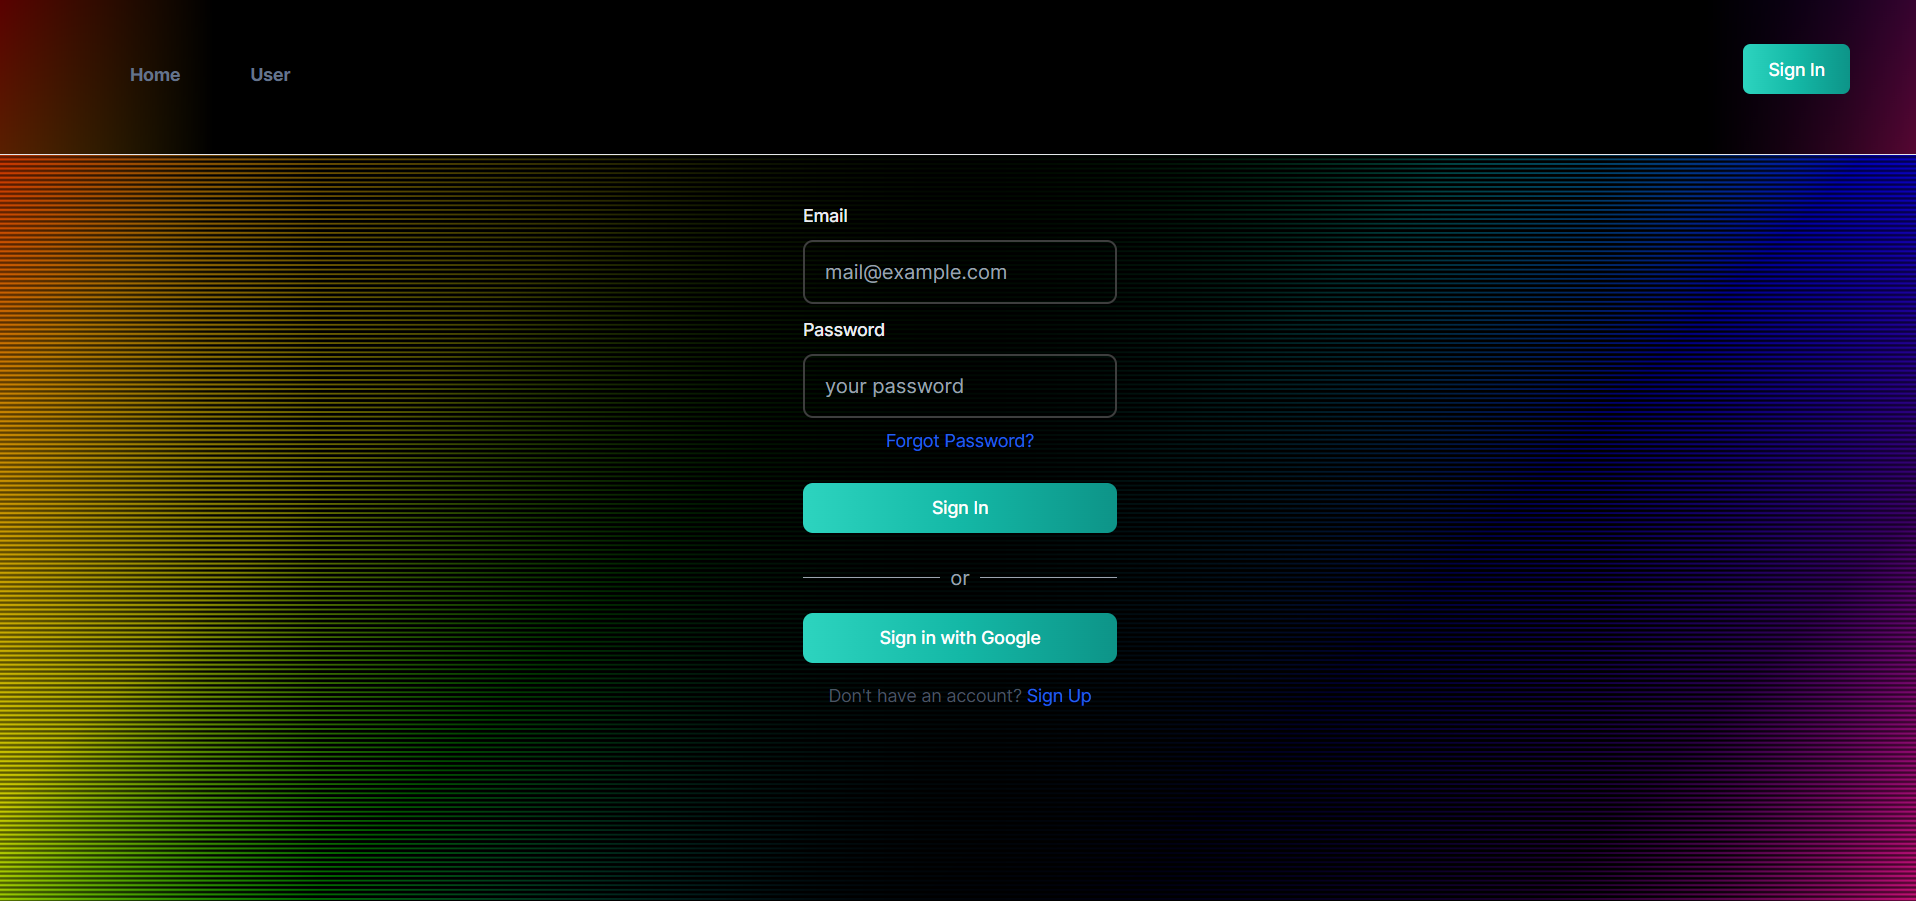 Home User Sign In
Email
mail@example.com
Password
your password
Forgot Password?
Sign In
or
Sign in with Google
Don't have an account? Sign Up